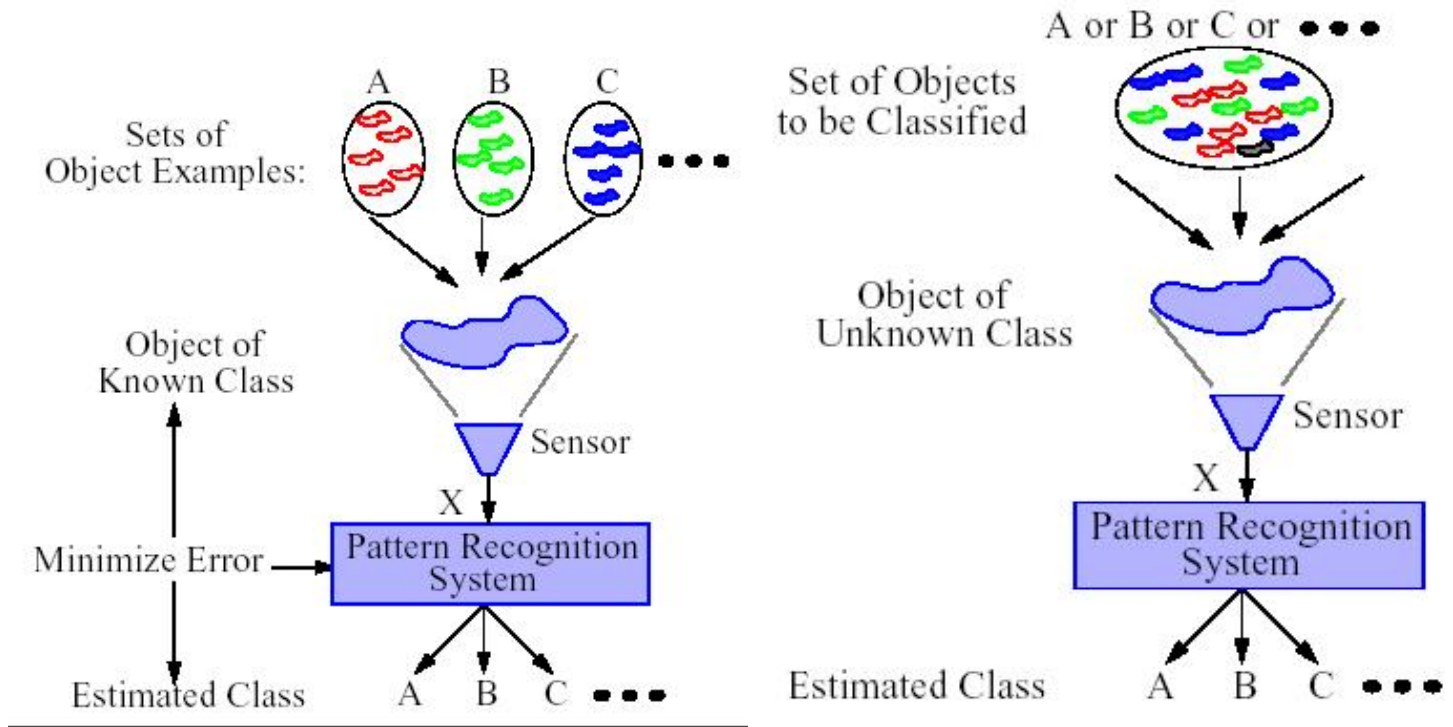 A B C
Sets of
Object Examples:
Object of
Known Class
Sensor
X
Minimize Error
Pattern Recognition
System
Estimated Class
A B C
A or B or C or
Set of Objects
to be Classified
Object of
Unknown Class
Sensor
X
Pattern Recognition
System
Estimated Class
A B C